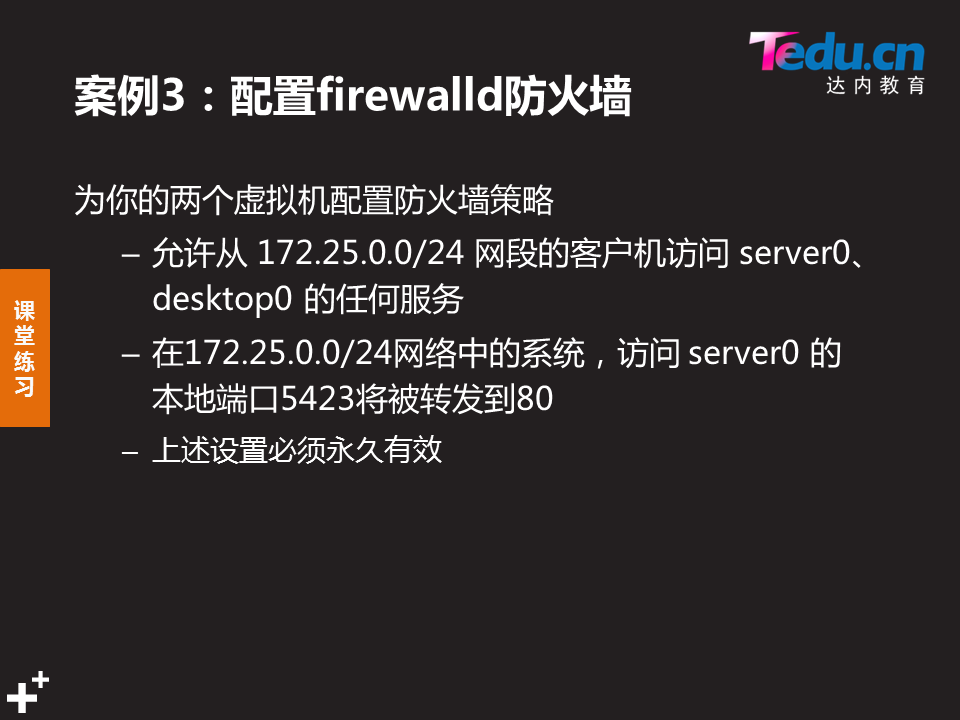 Tedu.cn
达内教育
案例3：配置firewalld防火墙
为你的两个虚拟机配置防火墙策略
– 允许从 172.25.0.0/24 网段的客户机访问 server0、
desktop0 的任何服务
– 在172.25.0.0/24网络中的系统，访问 server0 的
本地端口5423将被转发到80
– 上述设置必须永久有效
课堂练习